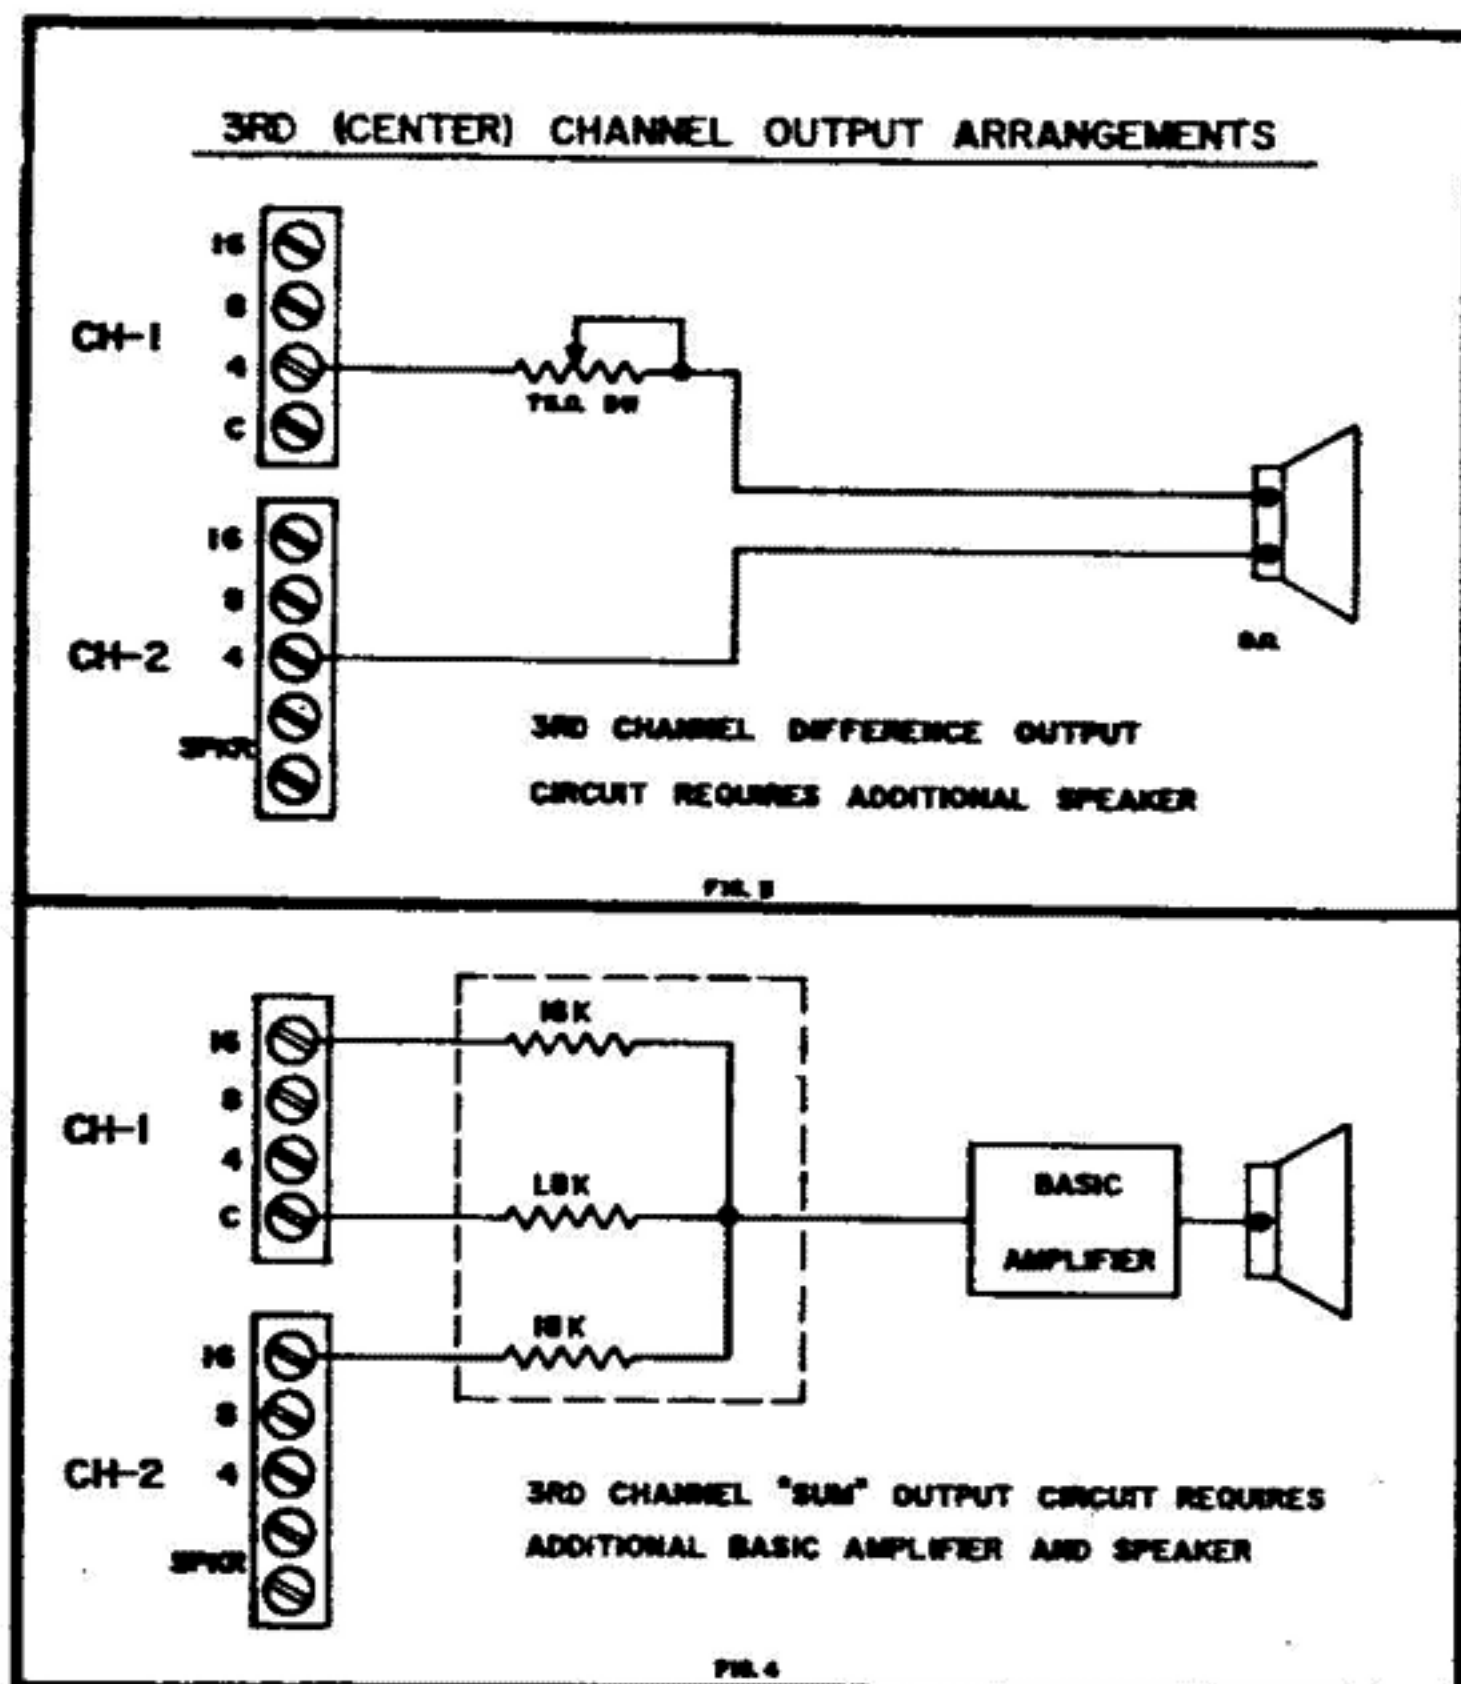 3RD (CENTER) CHANNEL OUTPUT ARRANGEMENTS
16
8
CH-1
4
C
16
8
CH-2
4
SPKR
3RD CHANNEL DIFFERENCE OUTPUT
CIRCUIT REQUIRES ADDITIONAL SPEAKER
FIG.
16
8
CH-1
4
C
K
K
K
BASIC
AMPLIFIER
16
8
CH-2
4
SPKR
3RD CHANNEL "SUM" OUTPUT CIRCUIT REQUIRES
ADDITIONAL BASIC AMPLIFIER AND SPEAKER
FIG. 4